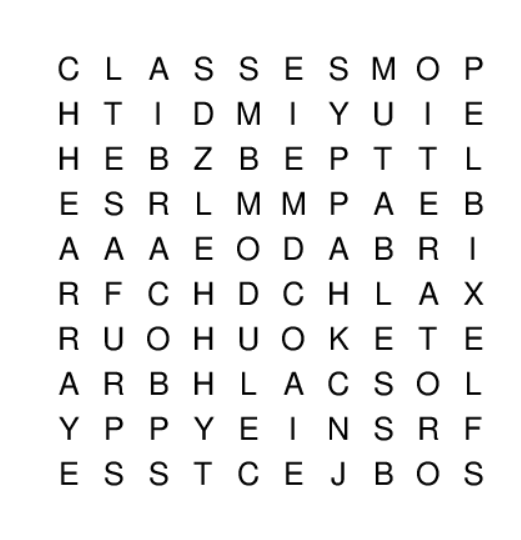 C L A S S E S M O P
H T I D M I Y U I E
H E B Z B E P T T L
E S R L M M P A E B
A A A E O D A B R I
R F C H D C H L A X
R U O H U O K E T E
A R B H L A C S O L
Y P P Y E I N S R F
E S S T C E J B O S